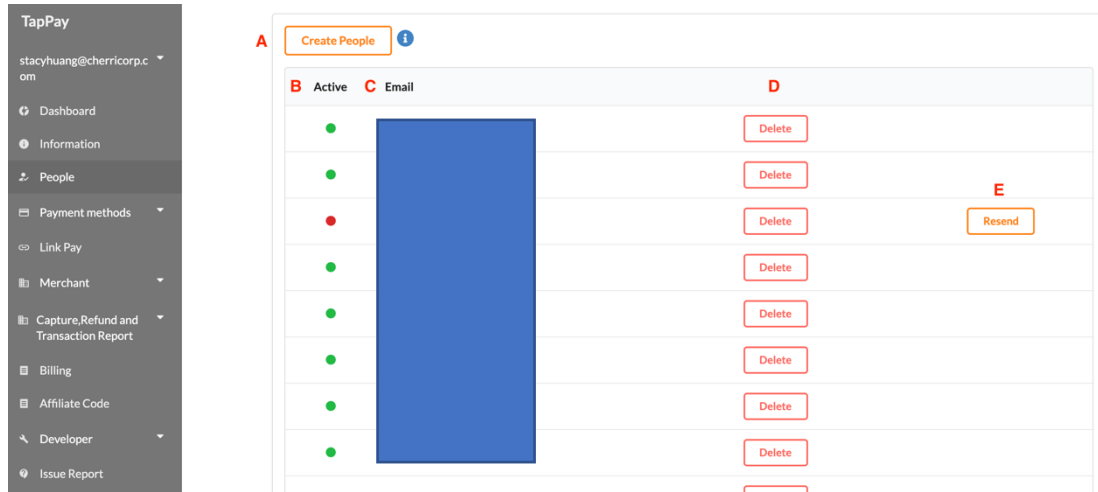 TapPay
stacyhuang@cherricorp.c
om
Dashboard
Information
People
Payment methods
Link Pay
Merchant
Capture,Refund and
Transaction Report
Billing
Affiliate Code
Developer
Issue Report
A Create People i
B Active C Email D
Delete
Delete
E
Delete Resend
Delete
Delete
Delete
Delete
Delete